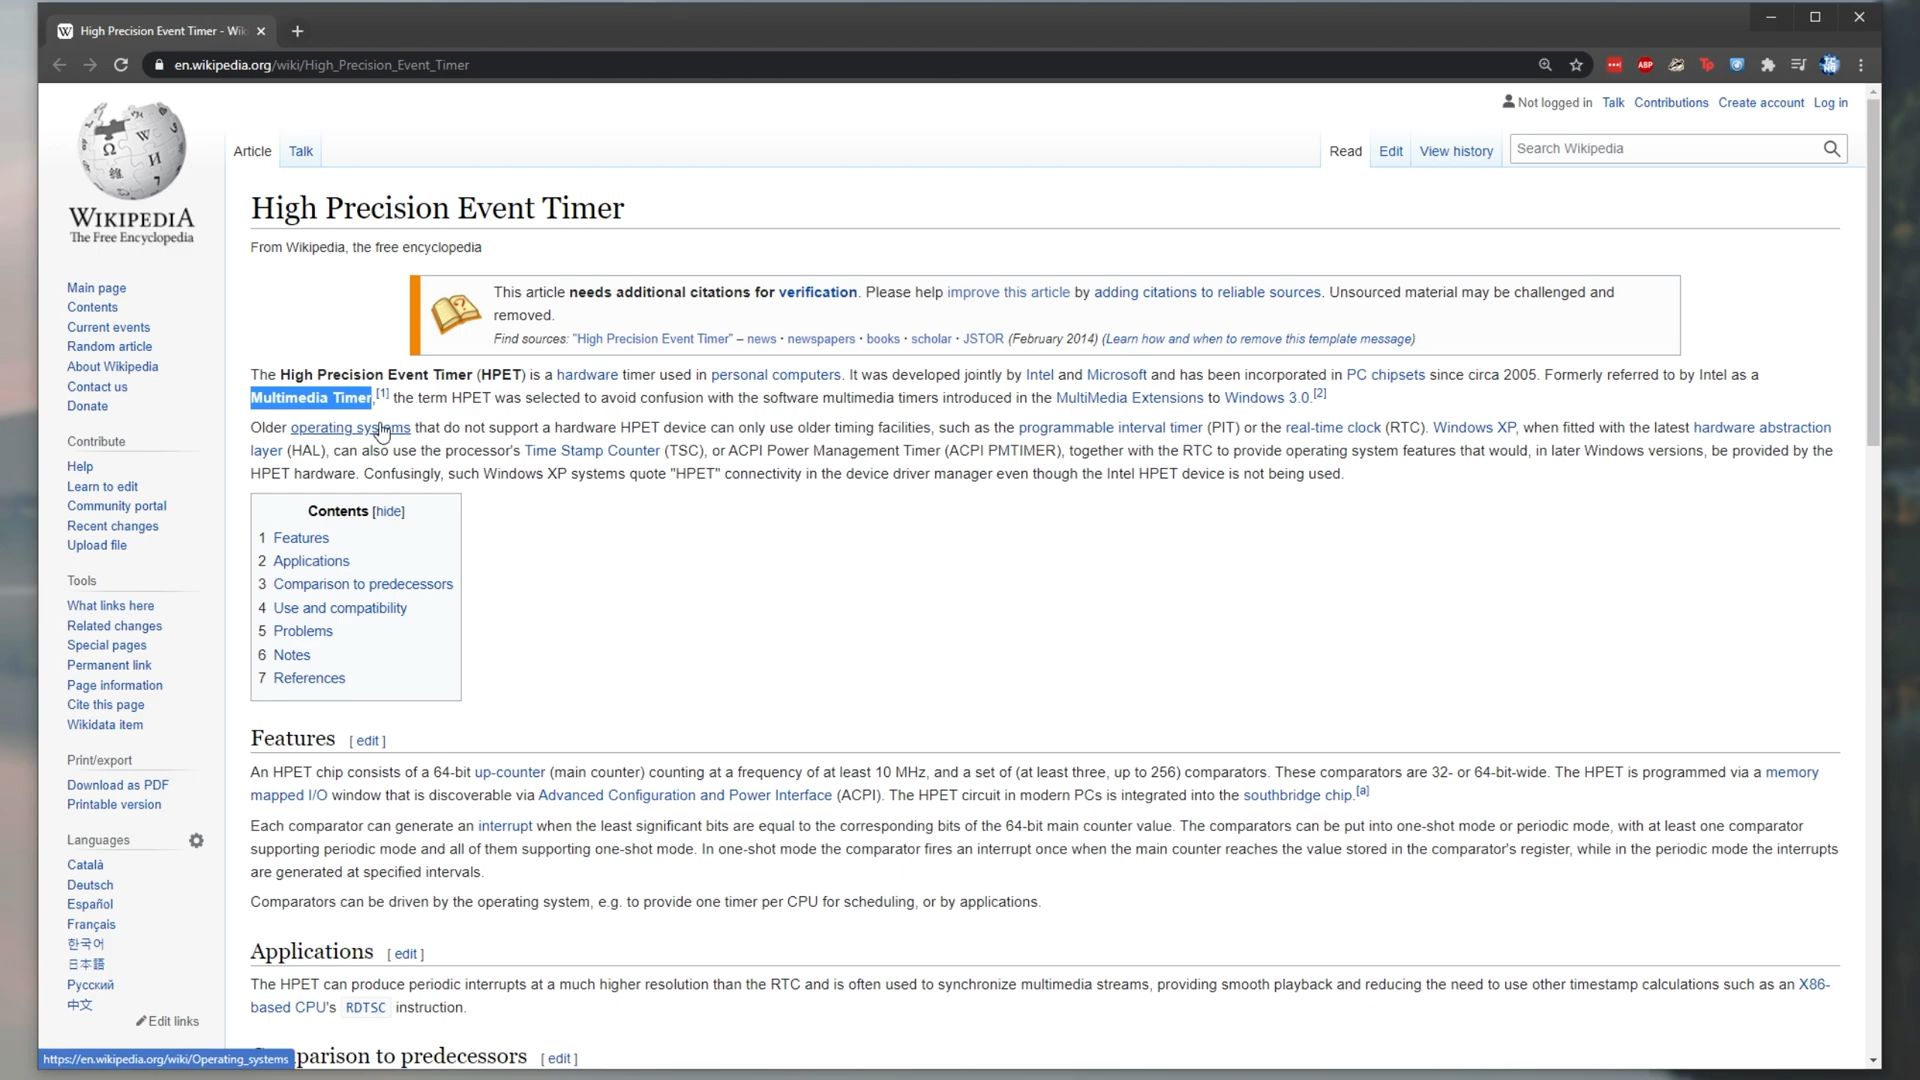 High Precision Event Timer - Wik
en.wikipedia.org/wiki/High_Precision_Event_Timer
ABP
Not logged in Talk Contributions Create account Log in
Article Talk
Read Edit View history Search Wikipedia
WIKIPEDIA
The Free Encyclopedia
Main page
Contents
Current events
Random article
About Wikipedia
Contact us
Donate
Contribute
Help
Learn to edit
Community portal
Recent changes
Upload file
Tools
What links here
Related changes
Special pages
Permanent link
Page information
Cite this page
Wikidata item
Print/export
Download as PDF
Printable version
Languages
Català
Deutsch
Español
Français
한국어
日本語
Русский
中文
Edit links
High Precision Event Timer
From Wikipedia, the free encyclopedia
This article needs additional citations for verification. Please help improve this article by adding citations to reliable sources. Unsourced material may be challenged and
removed.
Find sources: "High Precision Event Timer" – news · newspapers · books · scholar · JSTOR (February 2014) (Learn how and when to remove this template message)
The High Precision Event Timer (HPET) is a hardware timer used in personal computers. It was developed jointly by Intel and Microsoft and has been incorporated in PC chipsets since circa 2005. Formerly referred to by Intel as a
Multimedia Timer,[1] the term HPET was selected to avoid confusion with the software multimedia timers introduced in the MultiMedia Extensions to Windows 3.0.[2]
Older operating systems that do not support a hardware HPET device can only use older timing facilities, such as the programmable interval timer (PIT) or the real-time clock (RTC). Windows XP, when fitted with the latest hardware abstraction
layer (HAL), can also use the processor's Time Stamp Counter (TSC), or ACPI Power Management Timer (ACPI PMTIMER), together with the RTC to provide operating system features that would, in later Windows versions, be provided by the
HPET hardware. Confusingly, such Windows XP systems quote "HPET" connectivity in the device driver manager even though the Intel HPET device is not being used.
Contents [hide]
1 Features
2 Applications
3 Comparison to predecessors
4 Use and compatibility
5 Problems
6 Notes
7 References
Features [ edit ]
An HPET chip consists of a 64-bit up-counter (main counter) counting at a frequency of at least 10 MHz, and a set of (at least three, up to 256) comparators. These comparators are 32- or 64-bit-wide. The HPET is programmed via a memory
mapped I/O window that is discoverable via Advanced Configuration and Power Interface (ACPI). The HPET circuit in modern PCs is integrated into the southbridge chip.[a]
Each comparator can generate an interrupt when the least significant bits are equal to the corresponding bits of the 64-bit main counter value. The comparators can be put into one-shot mode or periodic mode, with at least one comparator
supporting periodic mode and all of them supporting one-shot mode. In one-shot mode the comparator fires an interrupt once when the main counter reaches the value stored in the comparator's register, while in the periodic mode the interrupts
are generated at specified intervals.
Comparators can be driven by the operating system, e.g. to provide one timer per CPU for scheduling, or by applications.
Applications [ edit ]
The HPET can produce periodic interrupts at a much higher resolution than the RTC and is often used to synchronize multimedia streams, providing smooth playback and reducing the need to use other timestamp calculations such as an X86-
based CPU's RDTSC instruction.
parison to predecessors [ edit ]
https://en.wikipedia.org/wiki/Operating_systems